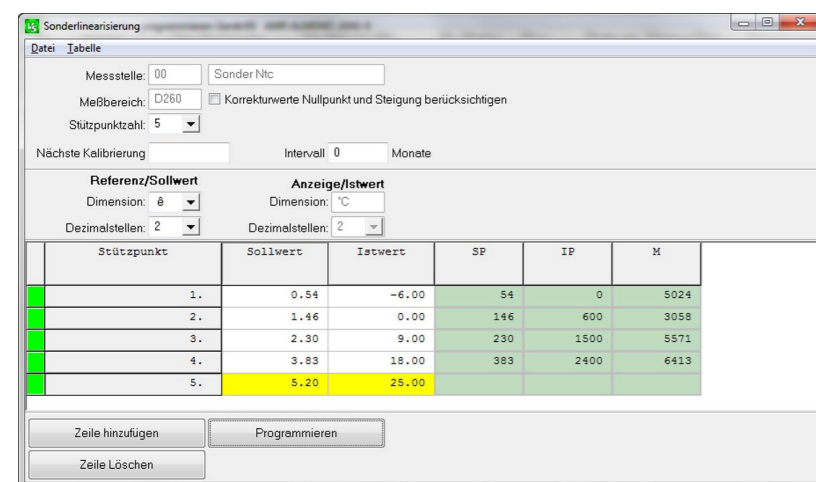 Sonderlinearisierung
Datei Tabelle
Messstelle: 00 Sonder Ntc
Meßbereich: D260 Korrekturwerte Nullpunkt und Steigung berücksichtigen
Stützpunktzahl: 5
Nächste Kalibrierung Intervall 0 Monate
Referenz/Sollwert Anzeige/Istwert
Dimension: ê Dimension: °C
Dezimalstellen: 2 Dezimalstellen: 2
Stützpunkt Sollwert Istwert SP IP M
1. 0.54 -6.00 54 0 5024
2. 1.46 0.00 146 600 3058
3. 2.30 9.00 230 1500 5571
4. 3.83 18.00 383 2400 6413
5. 5.20 25.00
Zeile hinzufügen Programmieren
Zeile Löschen